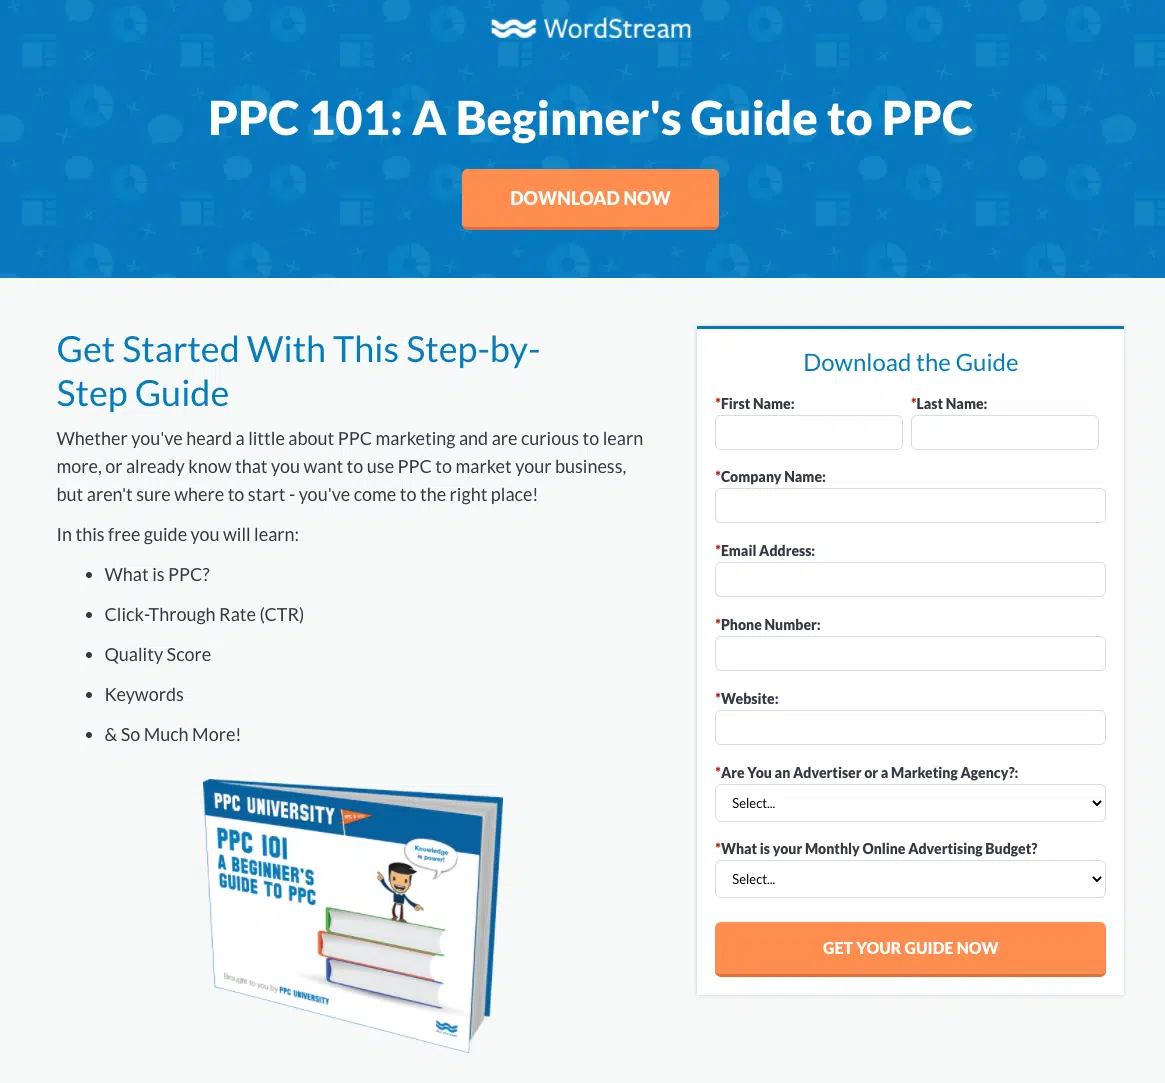 WordStream
PPC 101: A Beginner's Guide to PPC
DOWNLOAD NOW
Get Started With This Step-by-
Step Guide
Whether you've heard a little about PPC marketing and are curious to learn
more, or already know that you want to use PPC to market your business,
but aren't sure where to start - you've come to the right place!
In this free guide you will learn:
• What is PPC?
• Click-Through Rate (CTR)
• Quality Score
• Keywords
• & So Much More!
PPC UNIVERSITY
PPC 101
A BEGINNER'S
GUIDE TO PPC
Knowledge
is power!
Brought to you by PPC UNIVERSITY
Download the Guide
*First Name: *Last Name:
*Company Name:
*Email Address:
*Phone Number:
*Website:
*Are You an Advertiser or a Marketing Agency?:
Select...
*What is your Monthly Online Advertising Budget?
Select...
GET YOUR GUIDE NOW